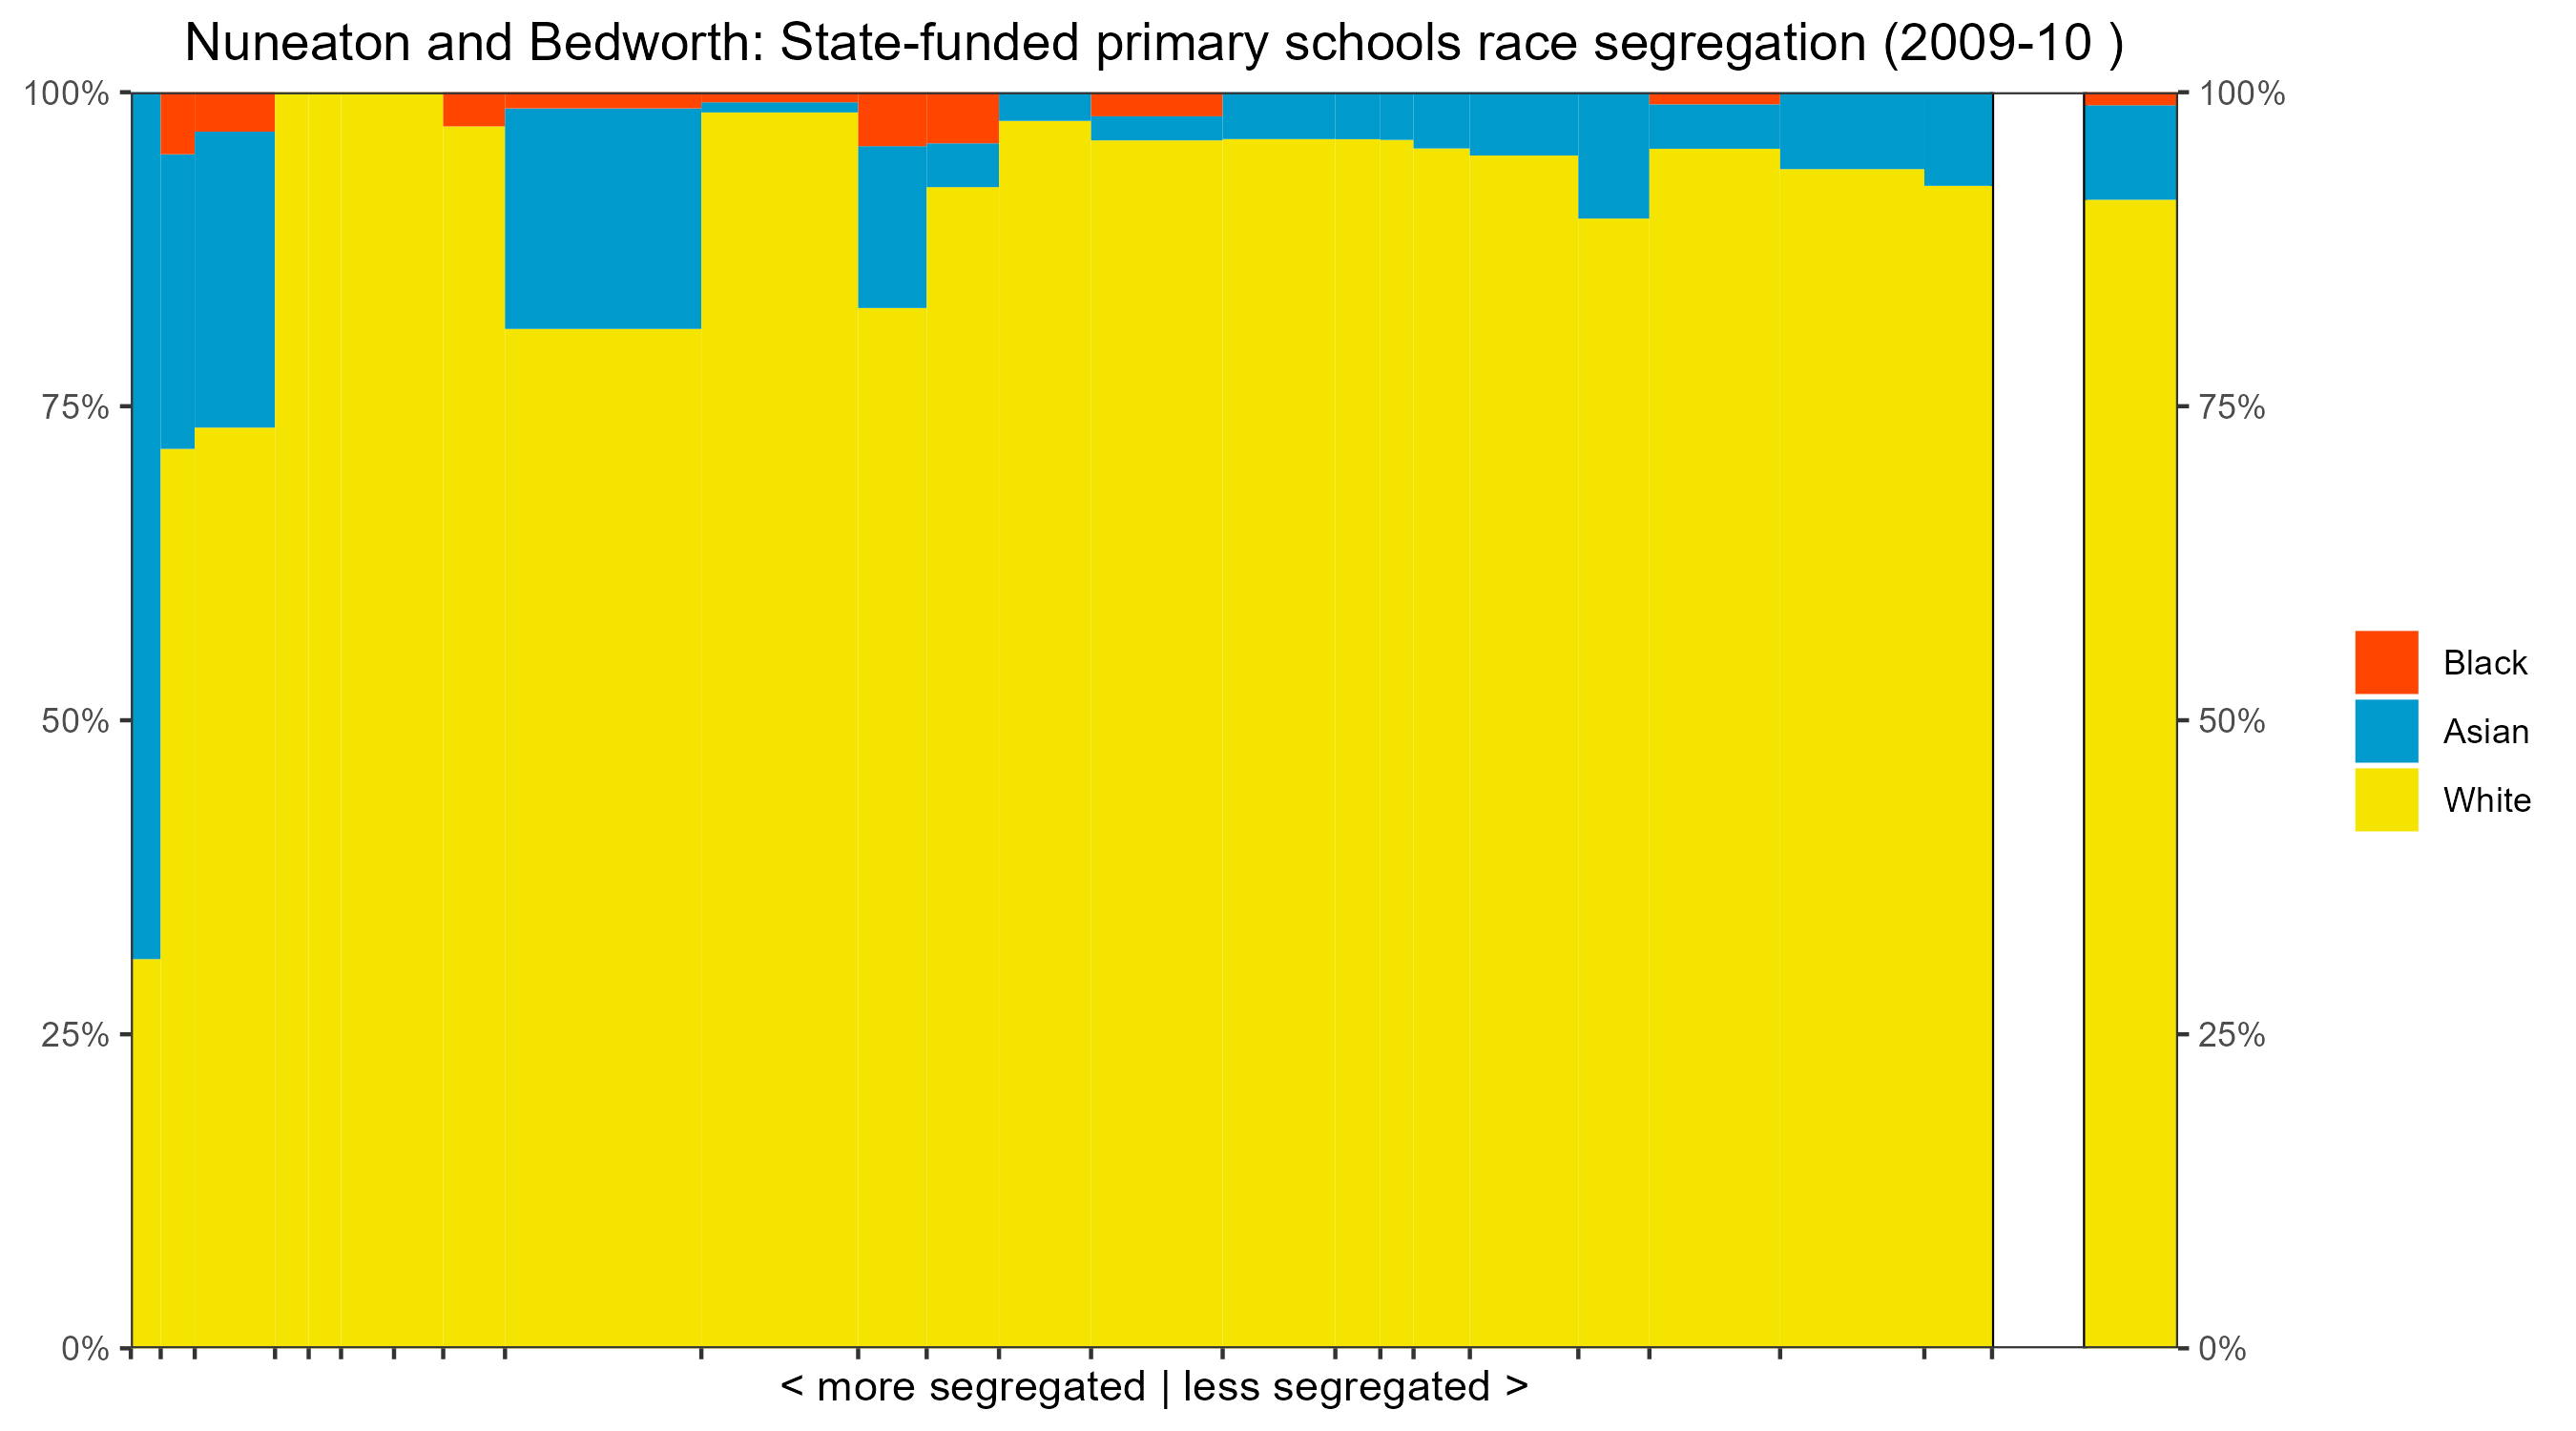 Nuneaton and Bedworth: State-funded primary schools race segregation (2009-10 )
100%
75%
50%
25%
0%
100%
75%
50%
25%
0%
Black
Asian
White
< more segregated | less segregated >